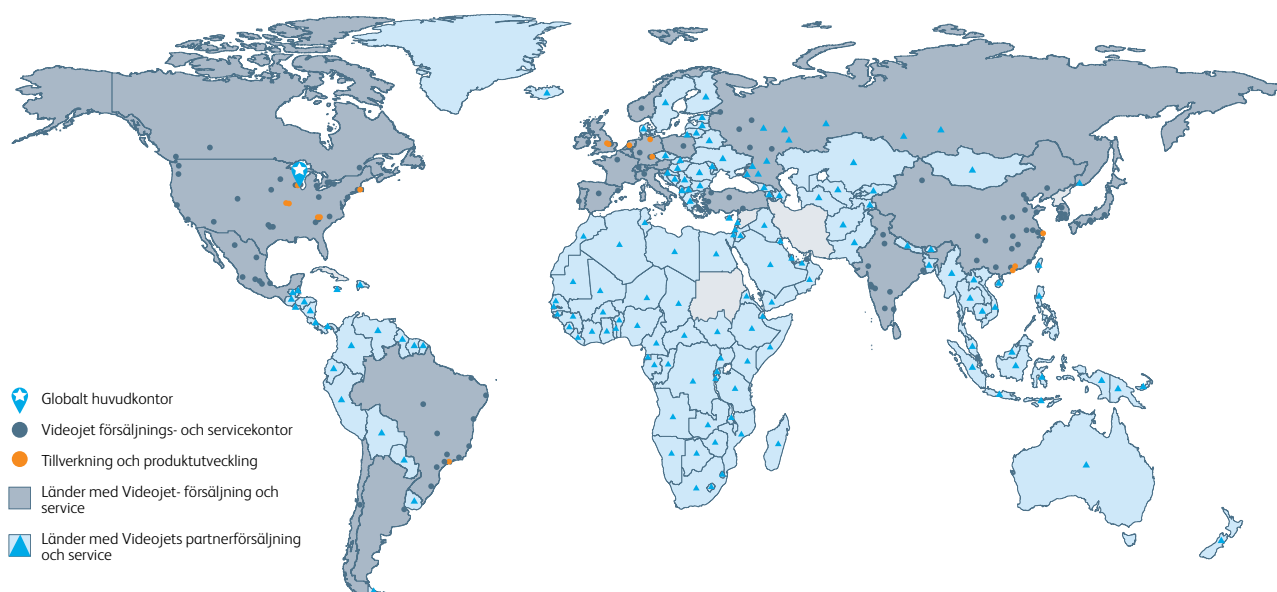 Globalt huvudkontor
Videojet försäljnings- och servicekontor
Tillverkning och produktutveckling
Länder med Videojet- försäljning och
service
Länder med Videojets partnerförsäljning
och service